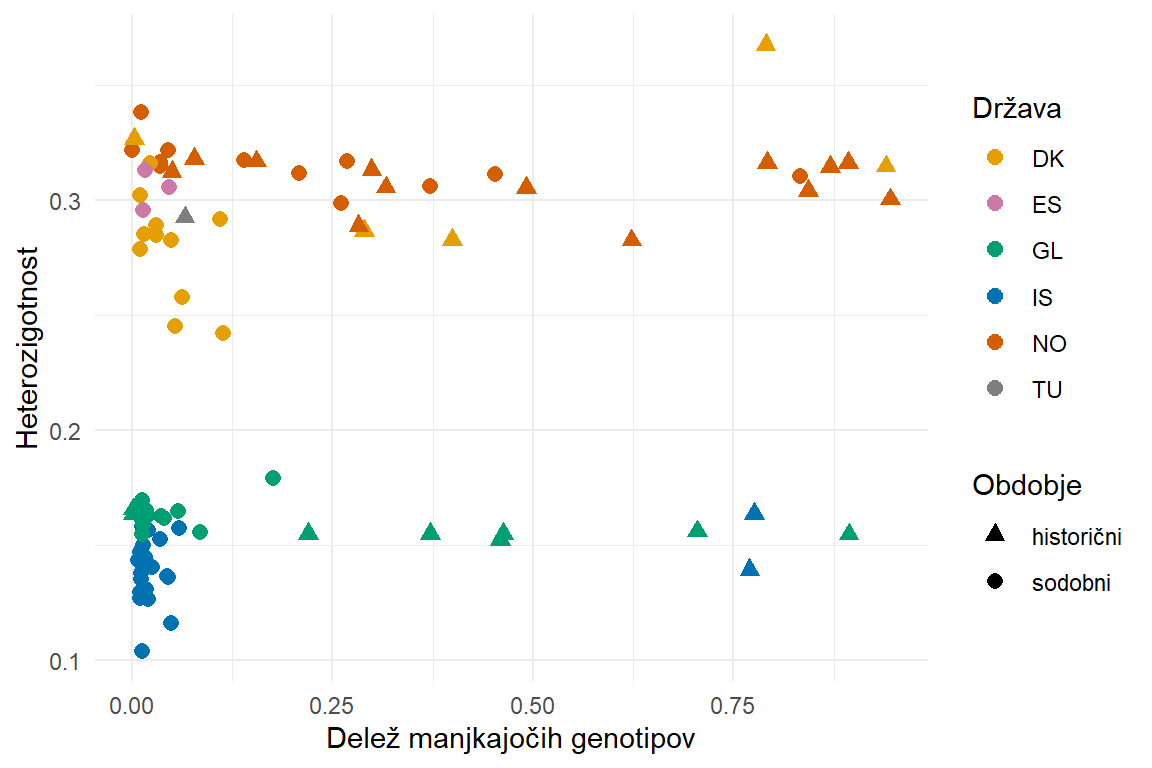 Heterozigotnost
0.3
0.2
0.1
0.00
0.25
0.50
0.75
Delež manjkajočih genotipov
Država
DK
ES
GL
IS
NO
TU
Obdobje
historični
sodobni